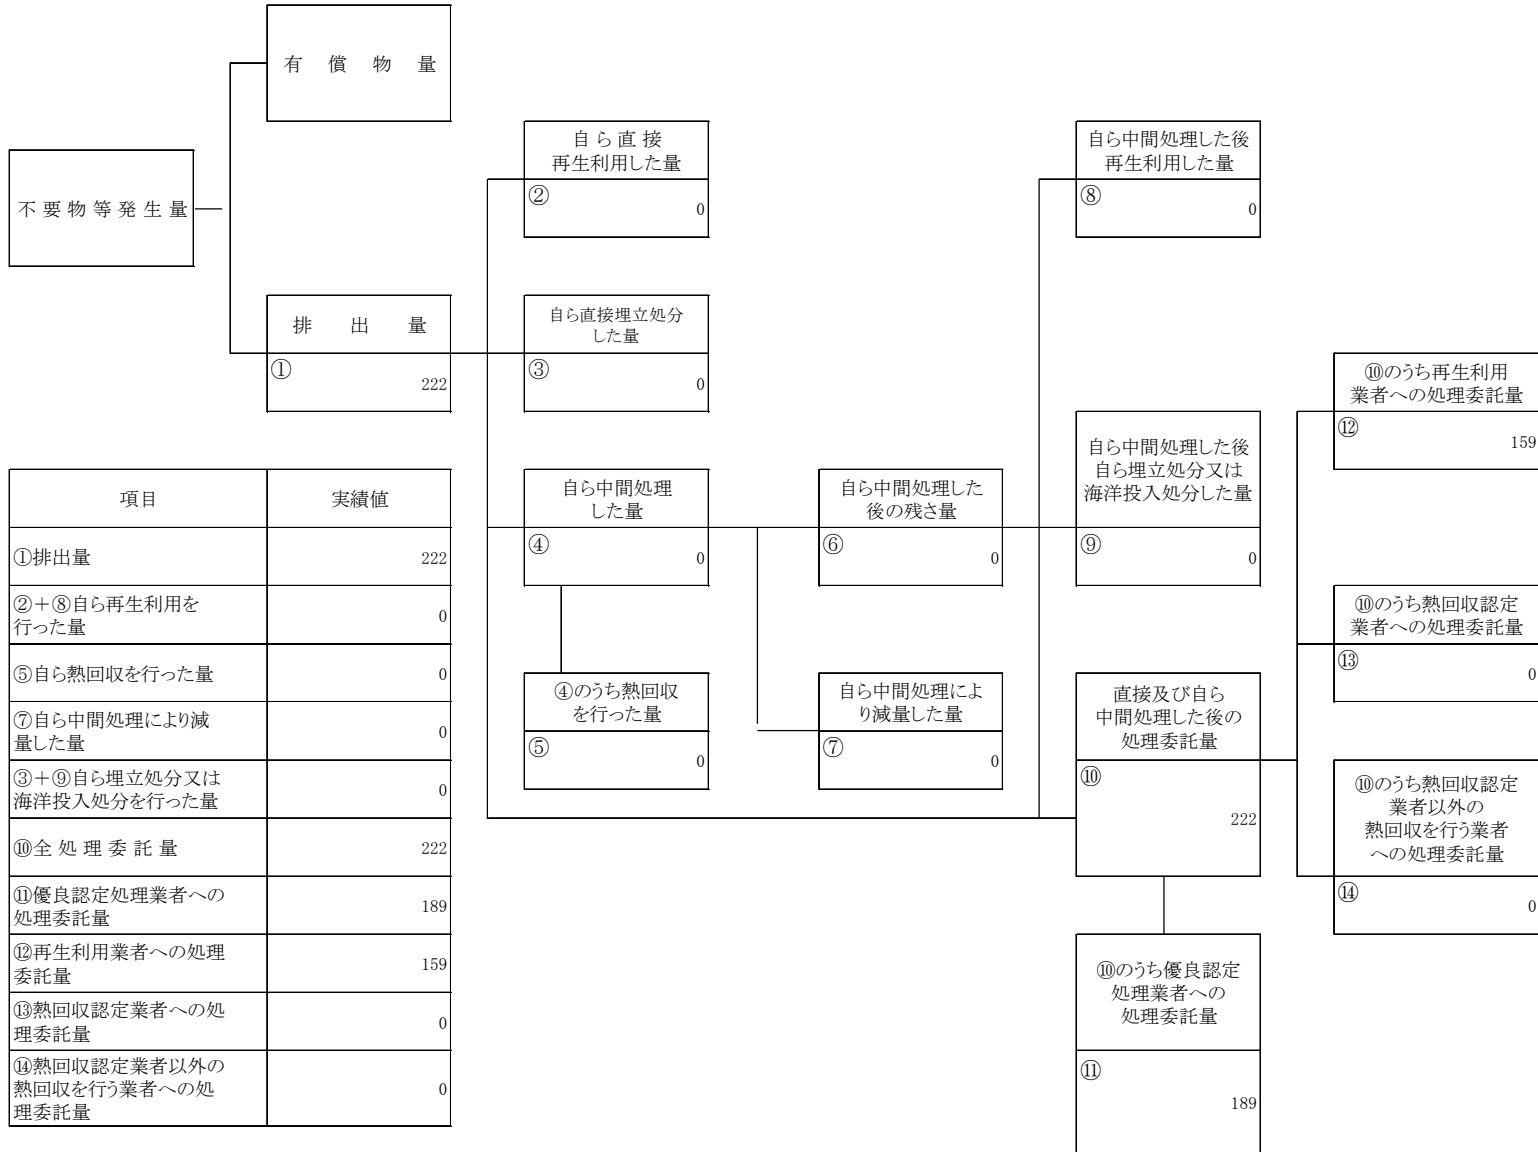 有　償　物　量
不 要 物 等 発 生 量
排　出　量
①
222
自 ら 直 接
再生利用した量
②
0
自ら直接埋立処分
した量
③
0
自ら中間処理
した量
④
0
④のうち熱回収
を行った量
⑤
0
自ら中間処理した
後の残さ量
⑥
0
自ら中間処理によ
り減量した量
⑦
0
自ら中間処理した後
再生利用した量
⑧
0
自ら中間処理した後
自ら埋立処分又は
海洋投入処分した量
⑨
0
直接及び自ら
中間処理した後の
処理委託量
⑩
222
⑩のうち優良認定
処理業者への
処理委託量
⑪
189
⑩のうち再生利用
業者への処理委託量
⑫
159
⑩のうち熱回収認定
業者への処理委託量
⑬
0
⑩のうち熱回収認定
業者以外の
熱回収を行う業者
への処理委託量
⑭
0
項目 実績値
①排出量 222
②＋⑧自ら再生利用を
行った量 0
⑤自ら熱回収を行った量 0
⑦自ら中間処理により減
量した量 0
③＋⑨自ら埋立処分又は
海洋投入処分を行った量 0
⑩全 処 理 委 託 量 222
⑪優良認定処理業者への
処理委託量 189
⑫再生利用業者への処理
委託量 159
⑬熱回収認定業者への処
理委託量 0
⑭熱回収認定業者以外の
熱回収を行う業者への処
理委託量 0